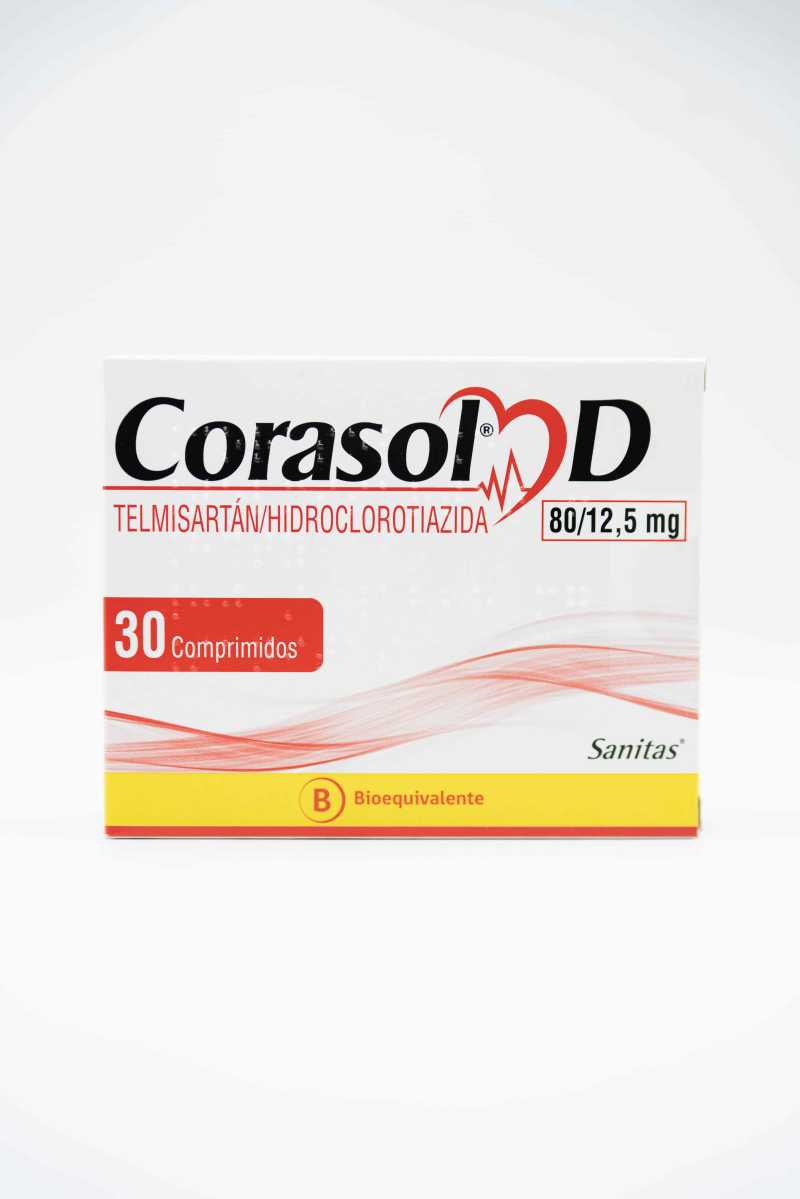 Corasol® D
TELMISARTÁN/HIDROCLOROTIAZIDA
80/12,5 mg
30 Comprimidos
Sanitas®
B Bioequivalente